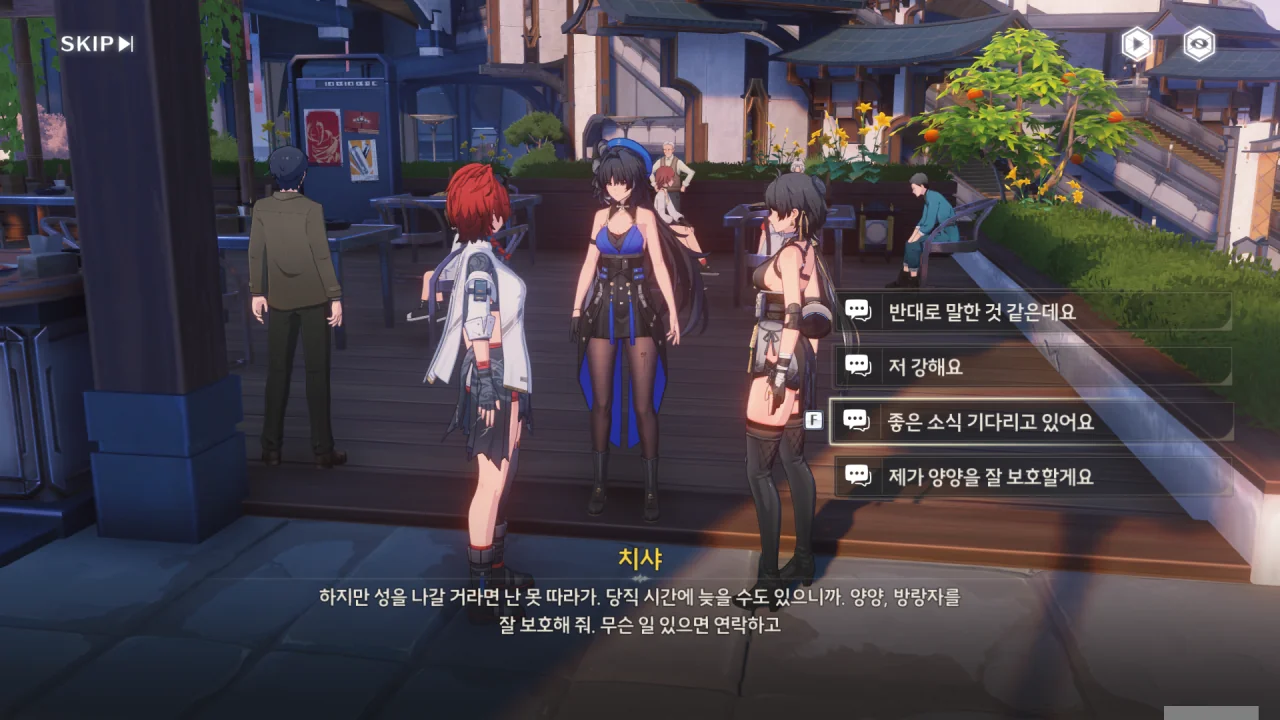 SKIP
반대로 말한 것 같은데요
저 강해요
F
좋은 소식 기다리고 있어요
제가 양양을 잘 보호할게요
치샤
하지만 성을 나갈 거라면 난 못 따라가. 당직 시간에 늦을 수도 있으니까. 양양, 방랑자를
잘 보호해 줘. 무슨 일 있으면 연락하고